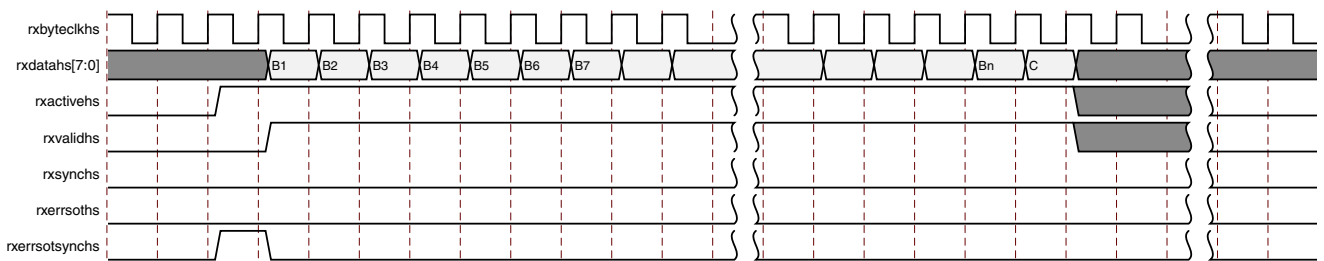 rxbyteclkhs
rxdatahs[7:0] B1 B2 B3 B4 B5 B6 B7 Bn C
rxactivehs
rxvalidhs
rxsynchs
rxerrsoths
rxerrsotsynchs